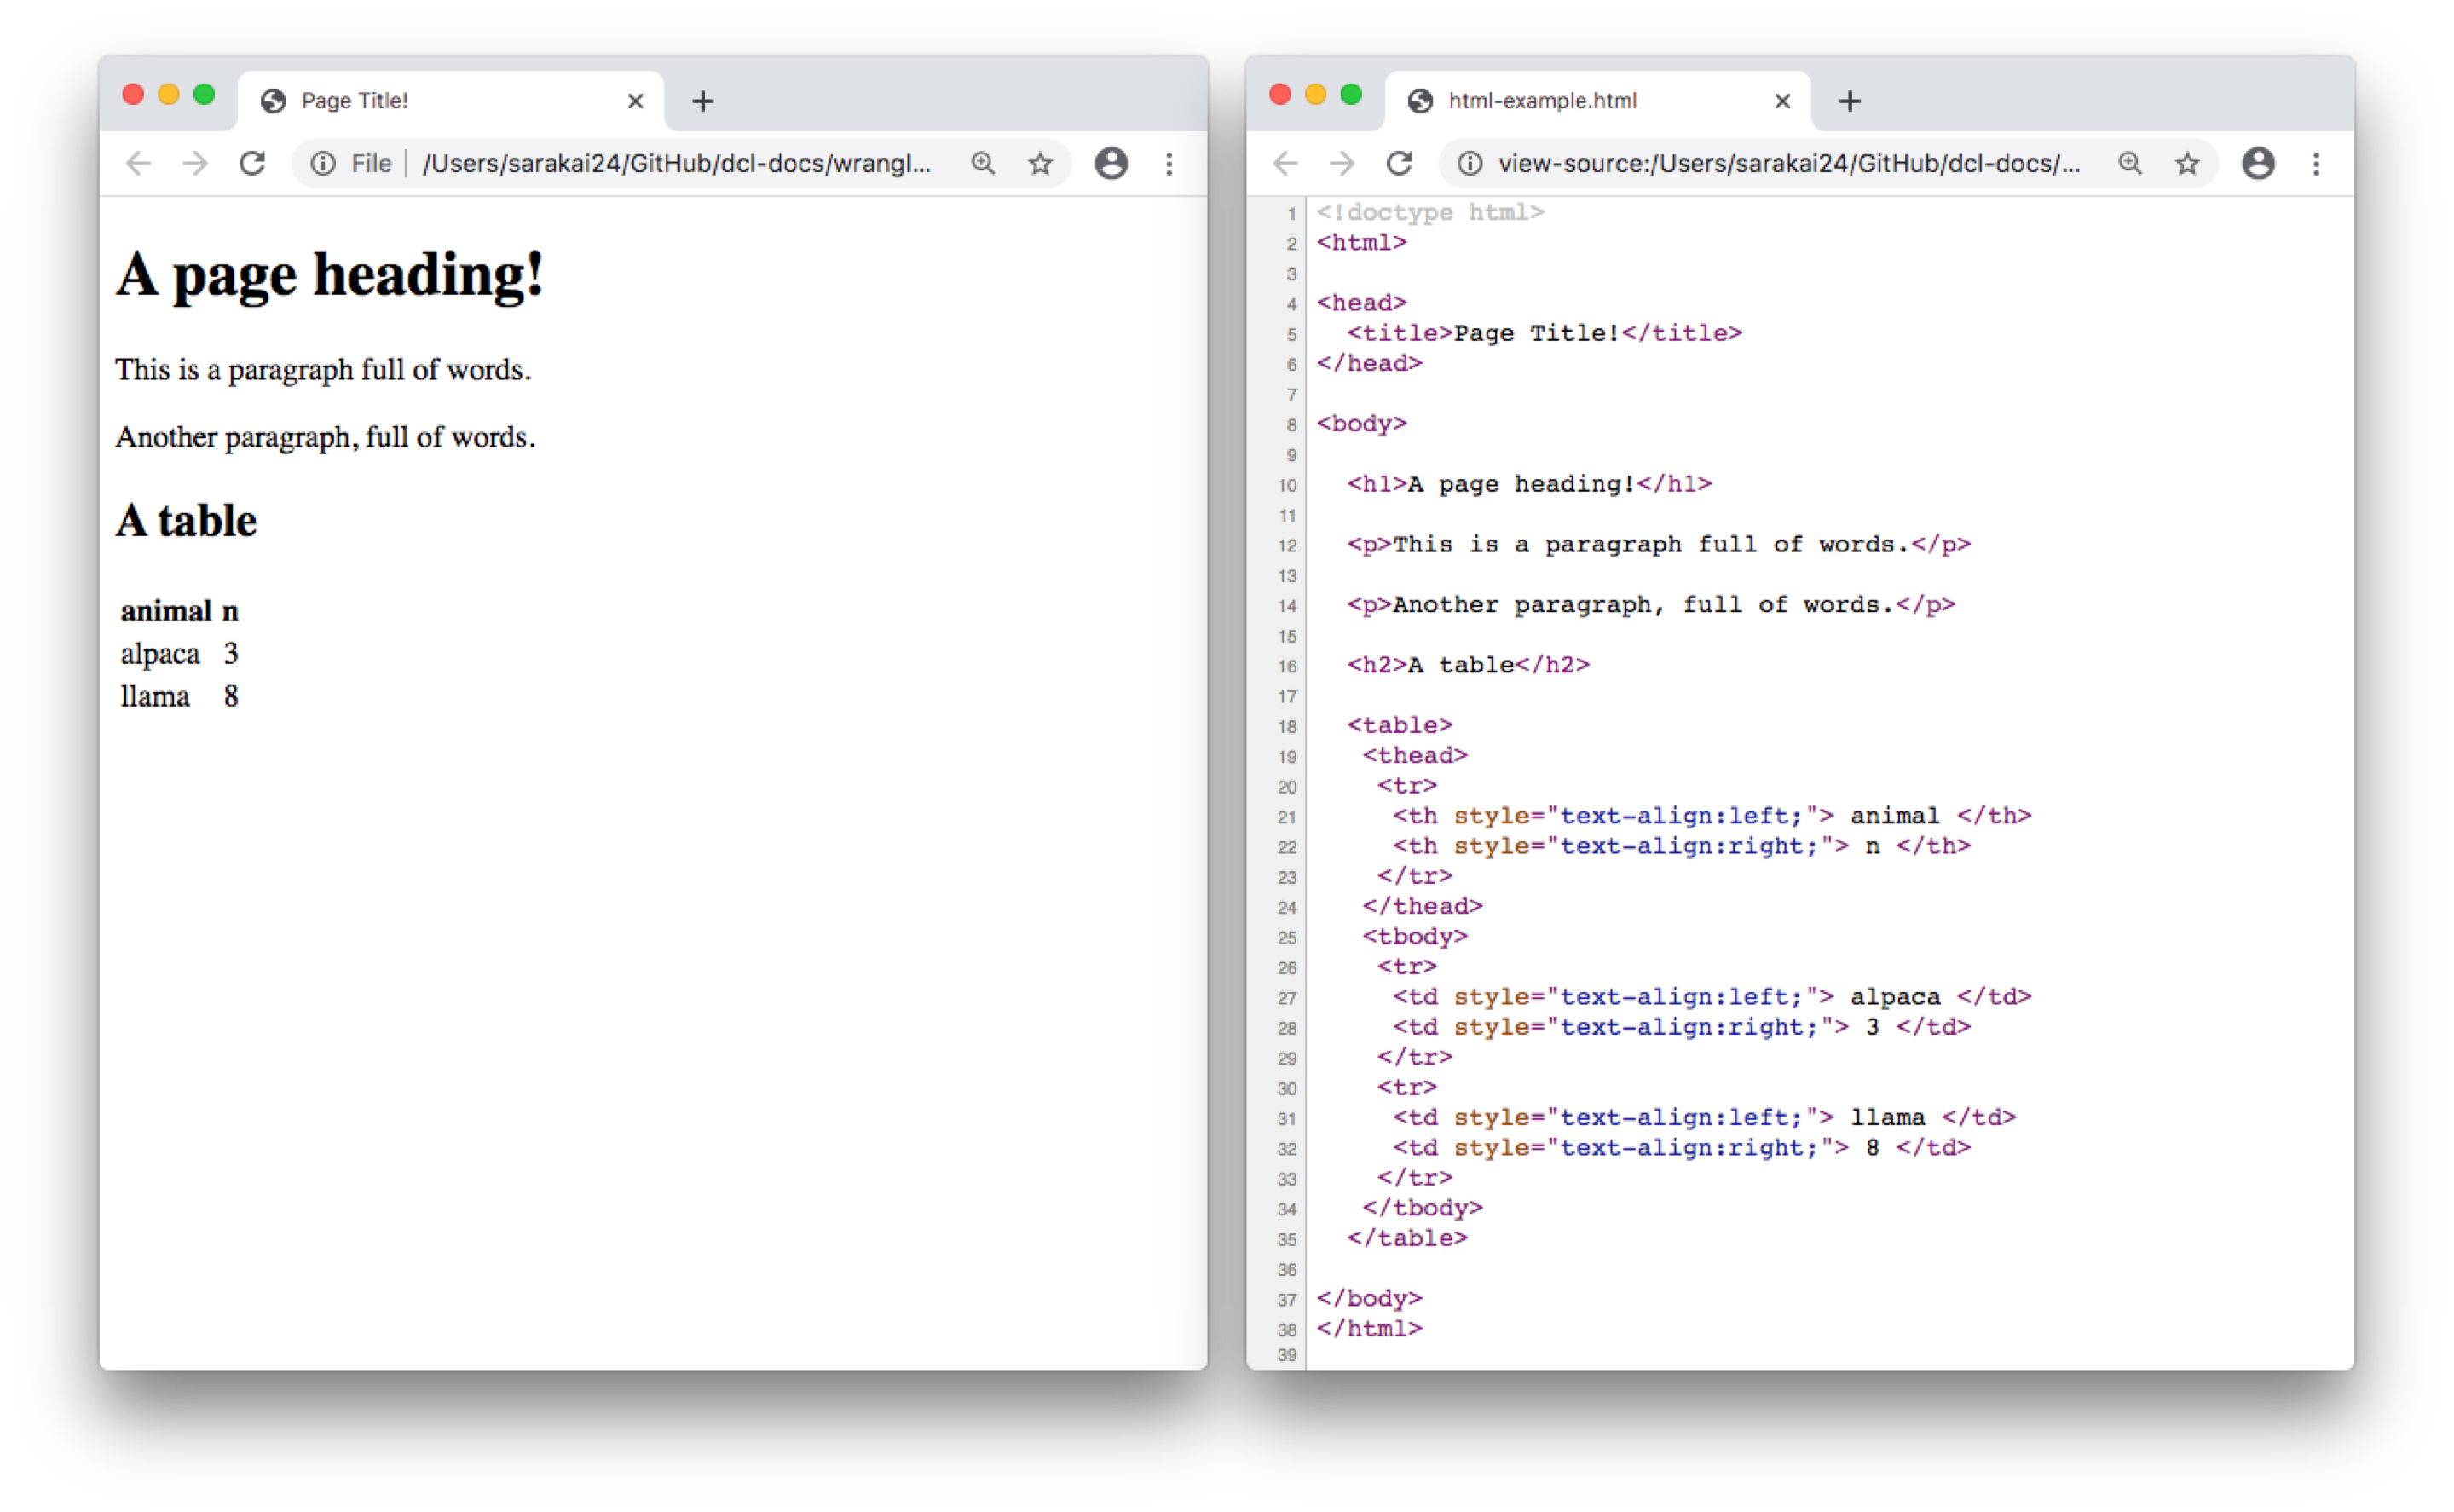 Page Title!
File | /Users/sarakai24/GitHub/dcl-docs/wrangl...
A page heading!
This is a paragraph full of words.
Another paragraph, full of words.
A table
animal n
alpaca 3
llama 8
html-example.html
view-source:/Users/sarakai24/GitHub/dcl-docs/...
1 <!doctype html>
2 <html>
3
4 <head>
5 <title>Page Title!</title>
6 </head>
7
8 <body>
9
10 <h1>A page heading!</h1>
11
12 <p>This is a paragraph full of words.</p>
13
14 <p>Another paragraph, full of words.</p>
15
16 <h2>A table</h2>
17
18 <table>
19 <thead>
20 <tr>
21 <th style="text-align:left;"> animal </th>
22 <th style="text-align:right;"> n </th>
23 </tr>
24 </thead>
25 <tbody>
26 <tr>
27 <td style="text-align:left;"> alpaca </td>
28 <td style="text-align:right;"> 3 </td>
29 </tr>
30 <tr>
31 <td style="text-align:left;"> llama </td>
32 <td style="text-align:right;"> 8 </td>
33 </tr>
34 </tbody>
35 </table>
36
37 </body>
38 </html>
39